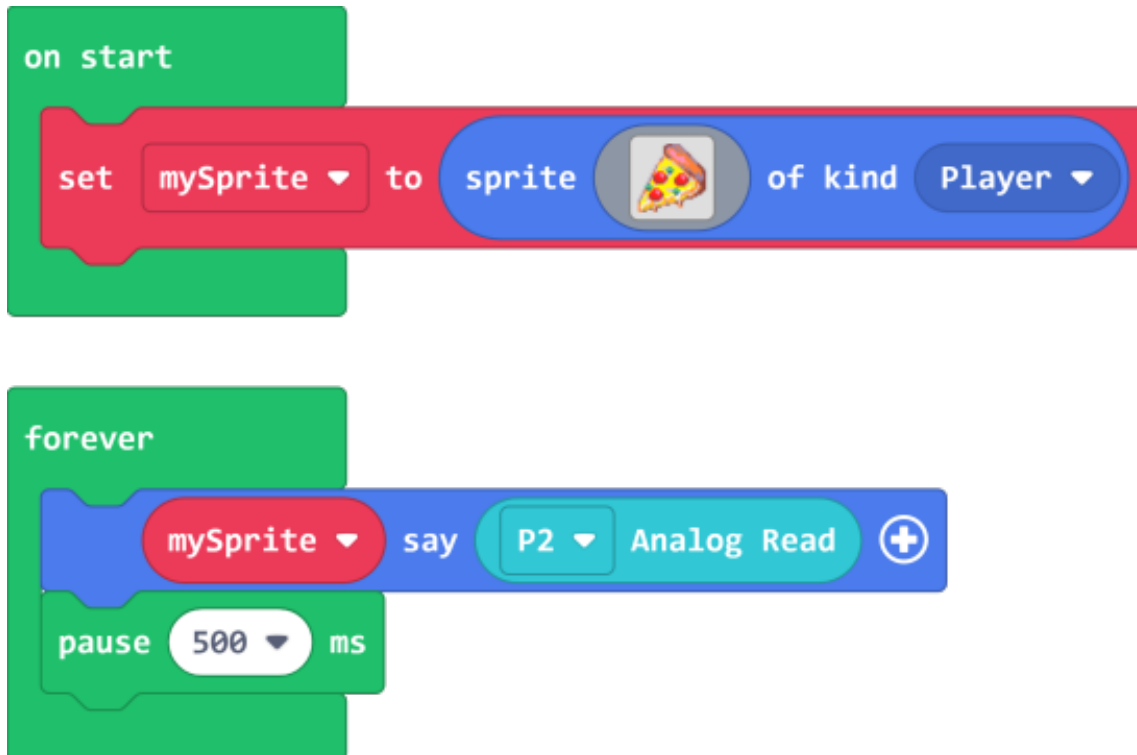 on start
set mySprite to sprite of kind Player
forever
mySprite say P2 Analog Read
pause 500 ms